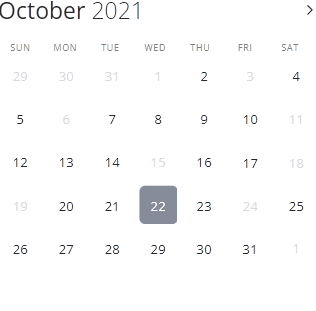 October 2021
SUN MON TUE WED THU FRI SAT
29 30 31 1 2 3 4
5 6 7 8 9 10 11
12 13 14 15 16 17 18
19 20 21 22 23 24 25
26 27 28 29 30 31 1